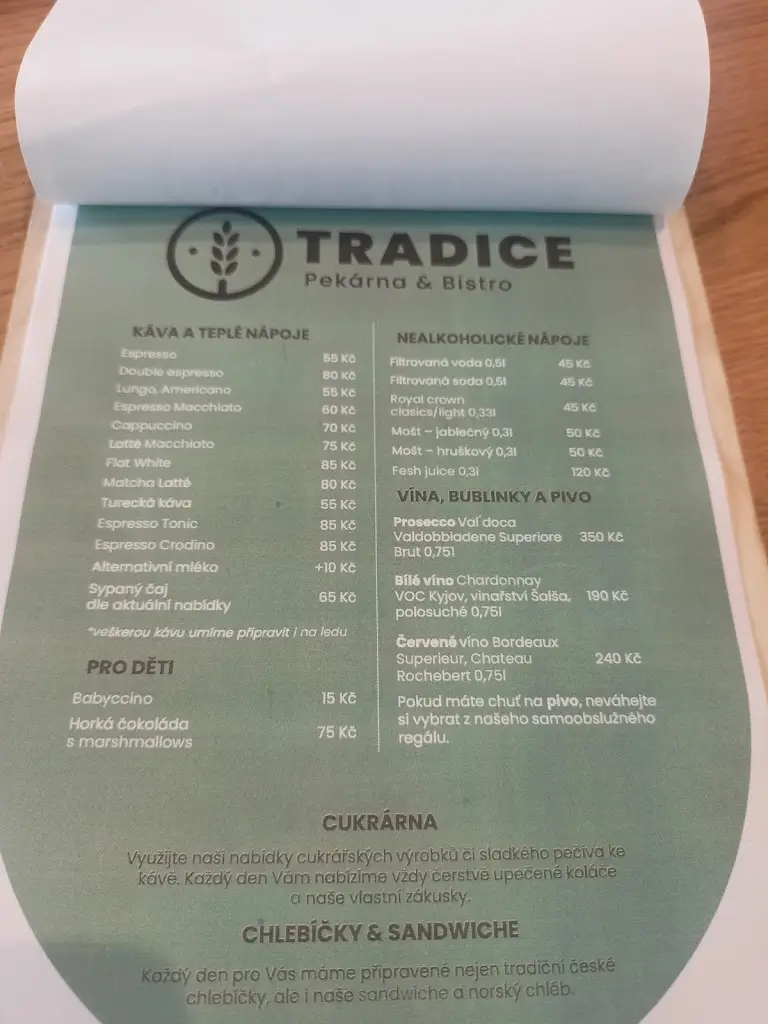 TRADICE
Pekárna & Bistro
KÁVA A TEPLÉ NÁPOJE
Espresso 55 Kč
Double espresso 80 Kč
Lungo, Americano 55 Kč
Espresso Macchiato 60 Kč
Cappuccino 70 Kč
Latté Macchiato 75 Kč
Flat White 85 Kč
Matcha Latté 80 Kč
Turecká káva 55 Kč
Espresso Tonic 85 Kč
Espresso Crodino 85 Kč
Alternativní mléko +10 Kč
Sypaný čaj
dle aktuální nabídky 65 Kč
*veškerou kávu umíme připravit i na ledu
PRO DĚTI
Babyccino 15 Kč
Horká čokoláda
s marshmallows 75 Kč
NEALKOHOLICKÉ NÁPOJE
Filtrovaná voda 0,5l 45 Kč
Filtrovaná soda 0,5l 45 Kč
Royal crown
clasics/light 0,33l 45 Kč
Mošt – jablečný 0,3l 50 Kč
Mošt – hruškový 0,3l 50 Kč
Fesh juice 0,3l 120 Kč
VÍNA, BUBLINKY A PIVO
Prosecco Val´doca
Valdobbiadene Superiore 350 Kč
Brut 0,75l
Bílé víno Chardonnay
VOC Kyjov, vinařství Šalša, 190 Kč
polosuché 0,75l
Červené víno Bordeaux
Superieur, Chateau 240 Kč
Rochebert 0,75l
Pokud máte chuť na pivo, neváhejte
si vybrat z našeho samoobslužného
regálu.
CUKRÁRNA
Využijte naši nabídky cukrářských výrobků či sladkého pečiva ke
kávě. Každý den Vám nabízíme vždy čerstvě upečené koláče
a naše vlastní zákusky.
CHLEBÍČKY & SANDWICHE
Každý den pro Vás máme připravené nejen tradiční české
chlebíčky, ale i naše sandwiche a norský chléb.